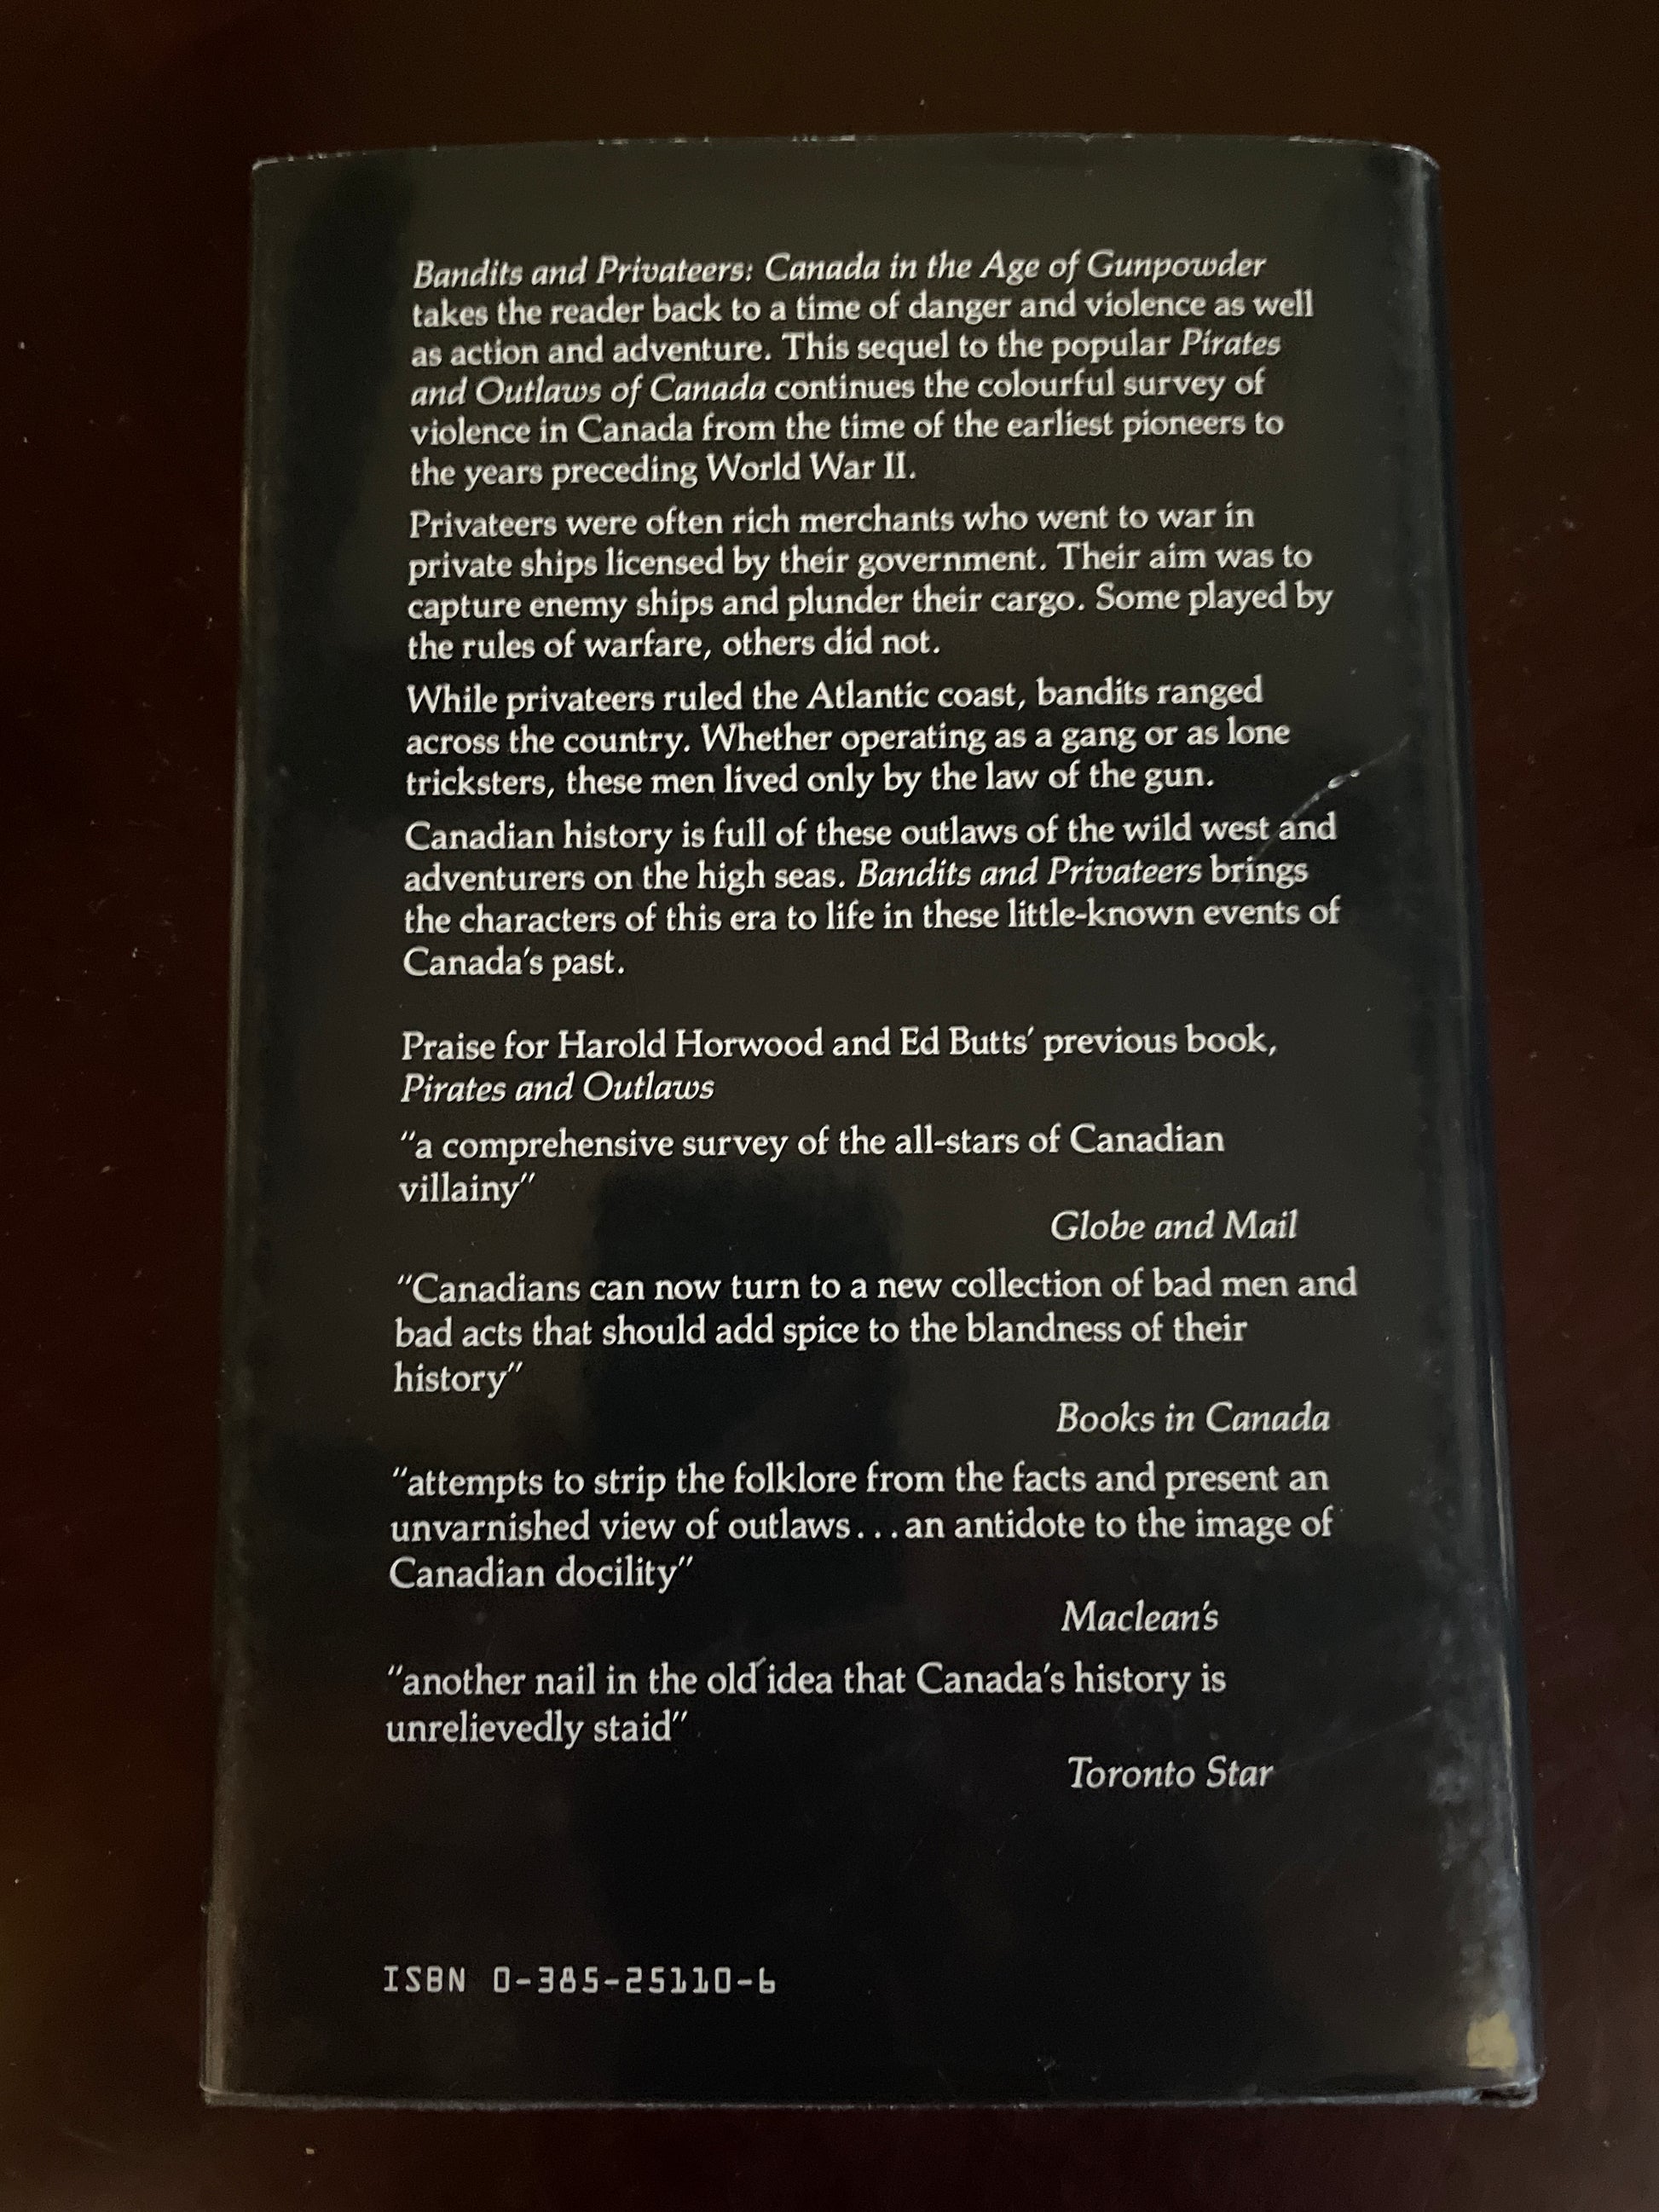 Bandits and Privateers: Canada in the Age of Gunpowder
takes the reader back to a time of danger and violence as well
as action and adventure. This sequel to the popular Pirates
and Outlaws of Canada continues the colourful survey of
violence in Canada from the time of the earliest pioneers to
the years preceding World War II.
Privateers were often rich merchants who went to war in
private ships licensed by their government. Their aim was to
capture enemy ships and plunder their cargo. Some played by
the rules of warfare, others did not.
While privateers ruled the Atlantic coast, bandits ranged
across the country. Whether operating as a gang or as lone
tricksters, these men lived only by the law of the gun.
Canadian history is full of these outlaws of the wild west and
adventurers on the high seas. Bandits and Privateers brings
the characters of this era to life in these little-known events of
Canada's past.
Praise for Harold Horwood and Ed Butts' previous book,
Pirates and Outlaws
"a comprehensive survey of the all-stars of Canadian
villainy"
Globe and Mail
"Canadians can now turn to a new collection of bad men and
bad acts that should add spice to the blandness of their
history"
Books in Canada
"attempts to strip the folklore from the facts and present an
unvarnished view of outlaws...an antidote to the image of
Canadian docility"
Maclean's
"another nail in the old idea that Canada's history is
unrelievedly staid"
Toronto Star
ISBN 0-385-25110-6